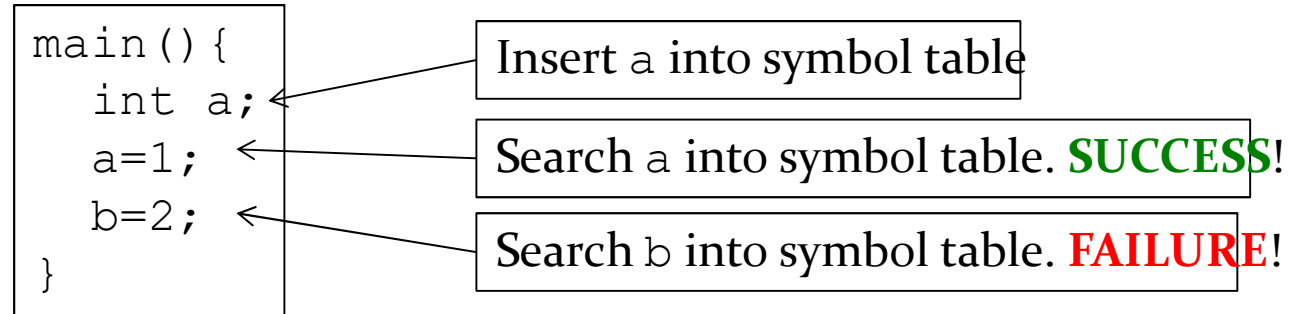 main(){
int a;
a=1;
b=2;
}
Insert a into symbol table
Search a into symbol table. SUCCESS!
Search b into symbol table. FAILURE!